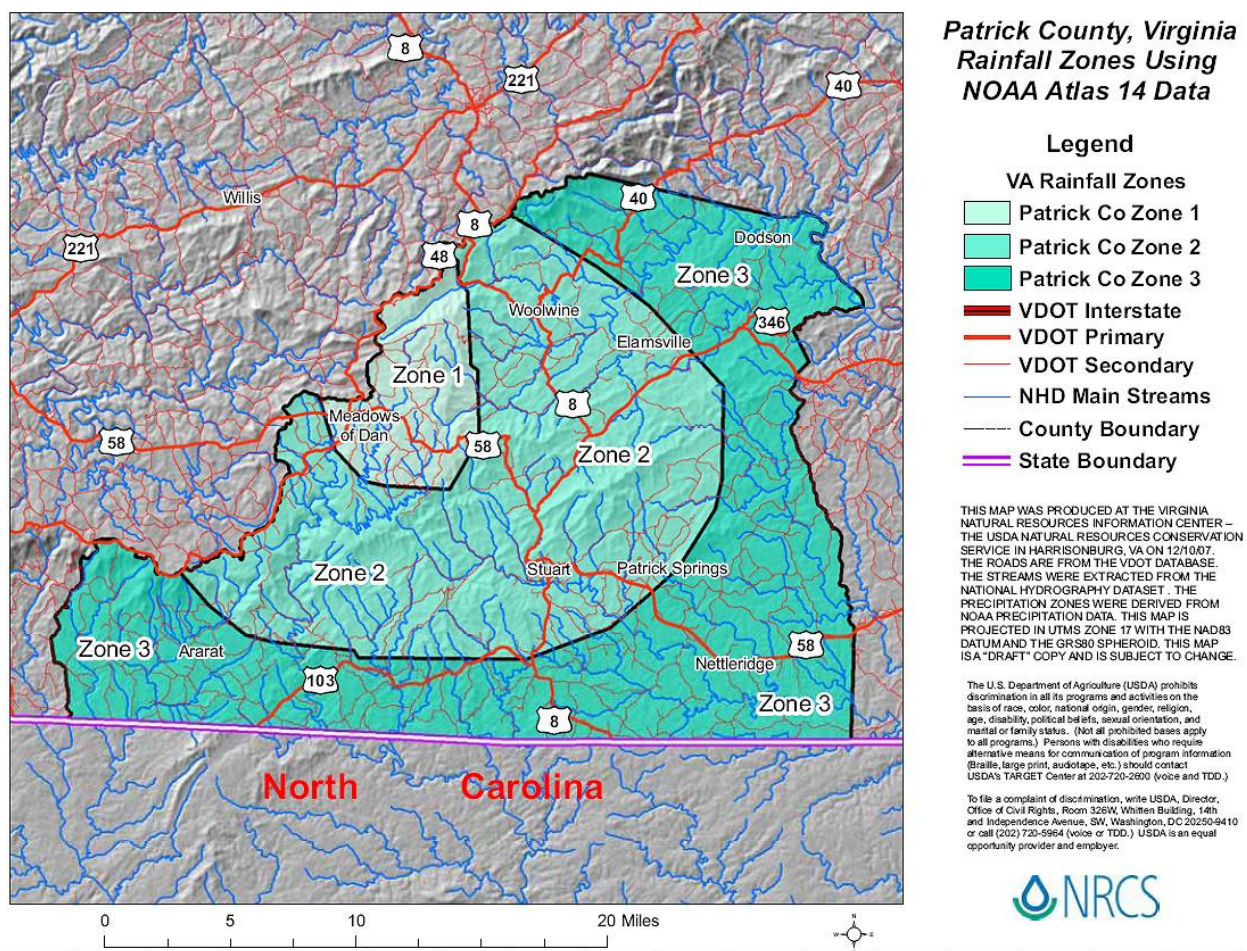 Patrick County, Virginia
Rainfall Zones Using
NOAA Atlas 14 Data
Legend
VA Rainfall Zones
Patrick Co Zone 1
Patrick Co Zone 2
Patrick Co Zone 3
VDOT Interstate
VDOT Primary
VDOT Secondary
NHD Main Streams
County Boundary
State Boundary
THIS MAP WAS PRODUCED AT THE VIRGINIA
NATURAL RESOURCES INFORMATION CENTER –
THE USDA NATURAL RESOURCES CONSERVATION
SERVICE IN HARRISONBURG, VA ON 12/10/07.
THE ROADS ARE FROM THE VDOT DATABASE.
THE STREAMS WERE EXTRACTED FROM THE
NATIONAL HYDROGRAPHY DATASET . THE
PRECIPITATION ZONES WERE DERIVED FROM
NOAA PRECIPITATION DATA. THIS MAP IS
PROJECTED IN UTMS ZONE 17 WITH THE NAD83
DATUM AND THE GRS80 SPHEROID. THIS MAP
IS A "DRAFT" COPY AND IS SUBJECT TO CHANGE.
The U.S. Department of Agriculture (USDA) prohibits
discrimination in all its programs and activities on the
basis of race, color, national origin, gender, religion,
age, disability, political beliefs, sexual orientation, and
marital or family status. (Not all prohibited bases apply
to all programs.) Persons with disabilities who require
alternative means for communication of program information
(Braille, large print, audiotape, etc.) should contact
USDA's TARGET Center at 202-720-2600 (voice and TDD.)
To file a complaint of discrimination, write USDA, Director,
Office of Civil Rights, Room 326W, Whitten Building, 14th
and Independence Avenue, SW, Washington, DC 20250-9410
or call (202) 720-5964 (voice or TDD.) USDA is an equal
opportunity provider and employer.
NRCS
8
221
40
Willis
40
8
221
48
Dodson
Zone 3
Woolwine
346
Elamsville
Zone 1
8
Meadows
of Dan
58
58
Zone 2
Zone 2
Stuart
Patrick Springs
Zone 3
Ararat
58
Nettleridge
103
Zone 3
8
North Carolina
0 5 10 20 Miles
N
W E
S